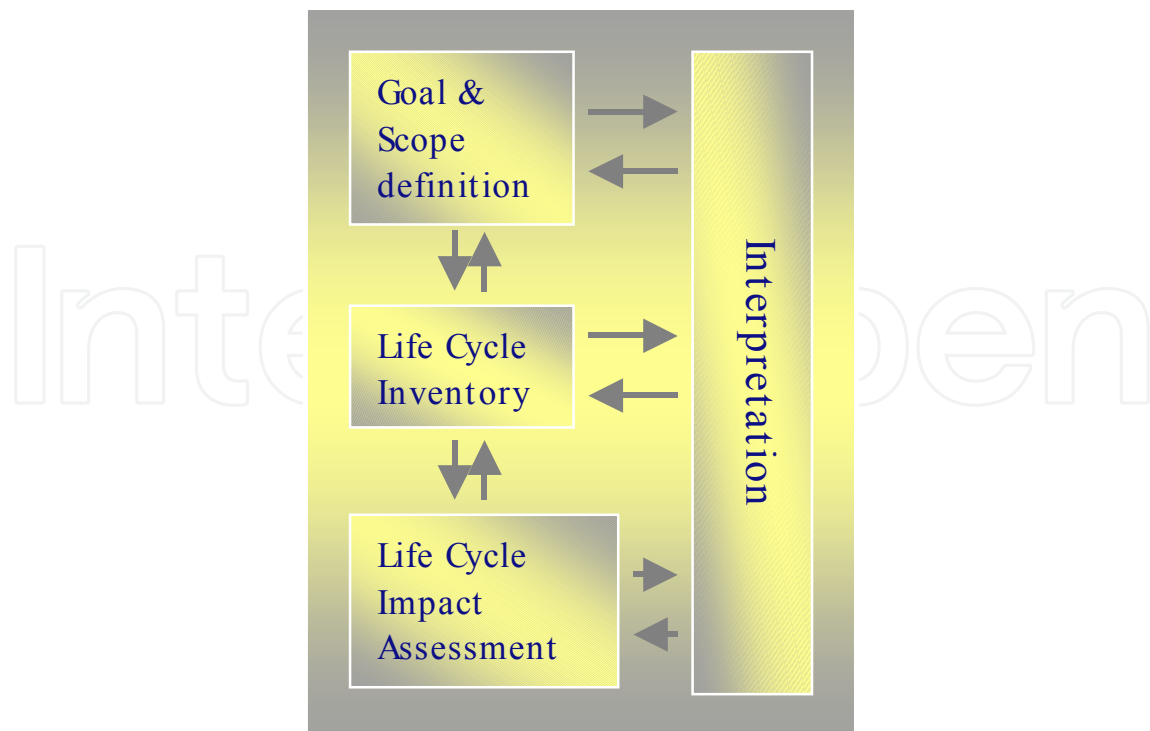 Goal &
Scope
definition
Life Cycle
Inventory
Life Cycle
Impact
Assessment
Interpretation